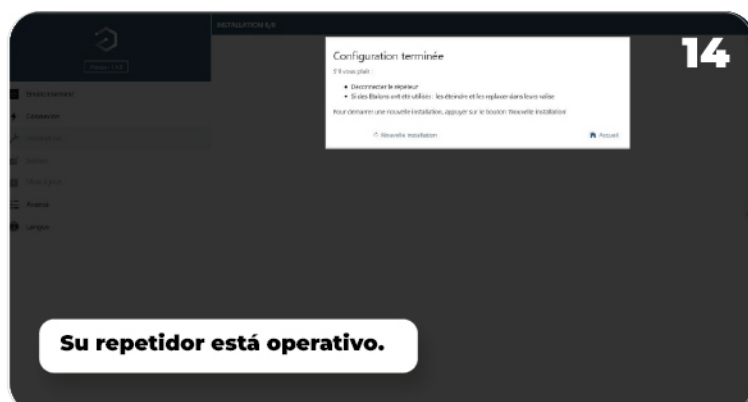 INSTALLATION 6/6
14
Configuration terminée
S'il vous plaît :
Déconnecter le répéteur
Si des Etalons ont été utilisés : les éteindre et les replacer dans leurs valise
Pour démarrer une nouvelle installation, appuyer sur le bouton 'Nouvelle installation'
Nouvelle installation
Accueil
Environnement
Connexion
Avancé
Langue
Su repetidor está operativo.